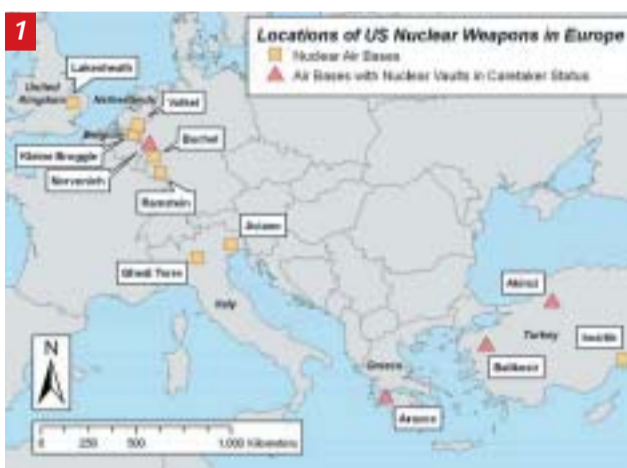 1
Locations of US Nuclear Weapons in Europe
Nuclear Air Bases
Air Bases with Nuclear Vaults in Caretaker Status
Lakenheath
United
Kingdom
Netherlands
Volkel
Belgium
Buchel
Kleine Broggle
Norvenich
Ramstein
Aviano
Ghedi Torre
Italy
Akinci
Turkey
Incirlik
Balikesir
Greece
Araxos
N
0 250 500 1,000 Kilometers